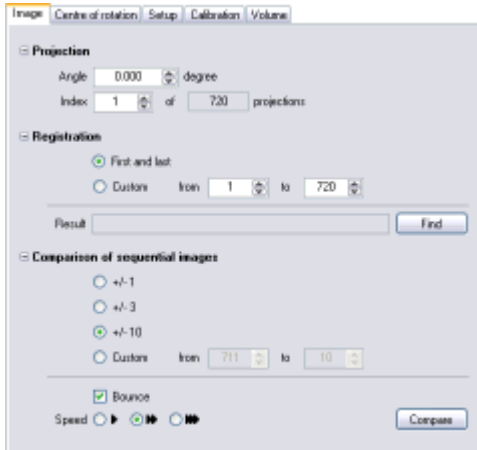 Image Centre of rotation Setup Calibration Volume
Projection
Angle 0.000 degree
Index 1 of 720 projections
Registration
First and last
Custom from 1 to 720
Result Find
Comparison of sequential images
+/-1
+/-3
+/-10
Custom from 711 to 10
Bounce
Speed
Compare